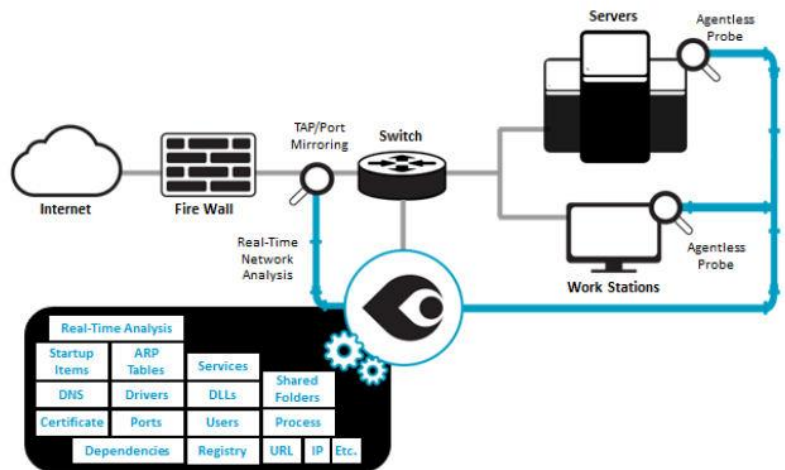 Servers
Agentless
Probe
TAP/Port
Mirroring
Switch
Internet
Fire Wall
Real-Time
Network
Analysis
Agentless
Probe
Work Stations
Real-Time Analysis
Startup
Items
ARP
Tables
Services
Shared
Folders
DNS
Drivers
DLLs
Certificate
Ports
Users
Process
Dependencies
Registry
URL
IP
Etc.